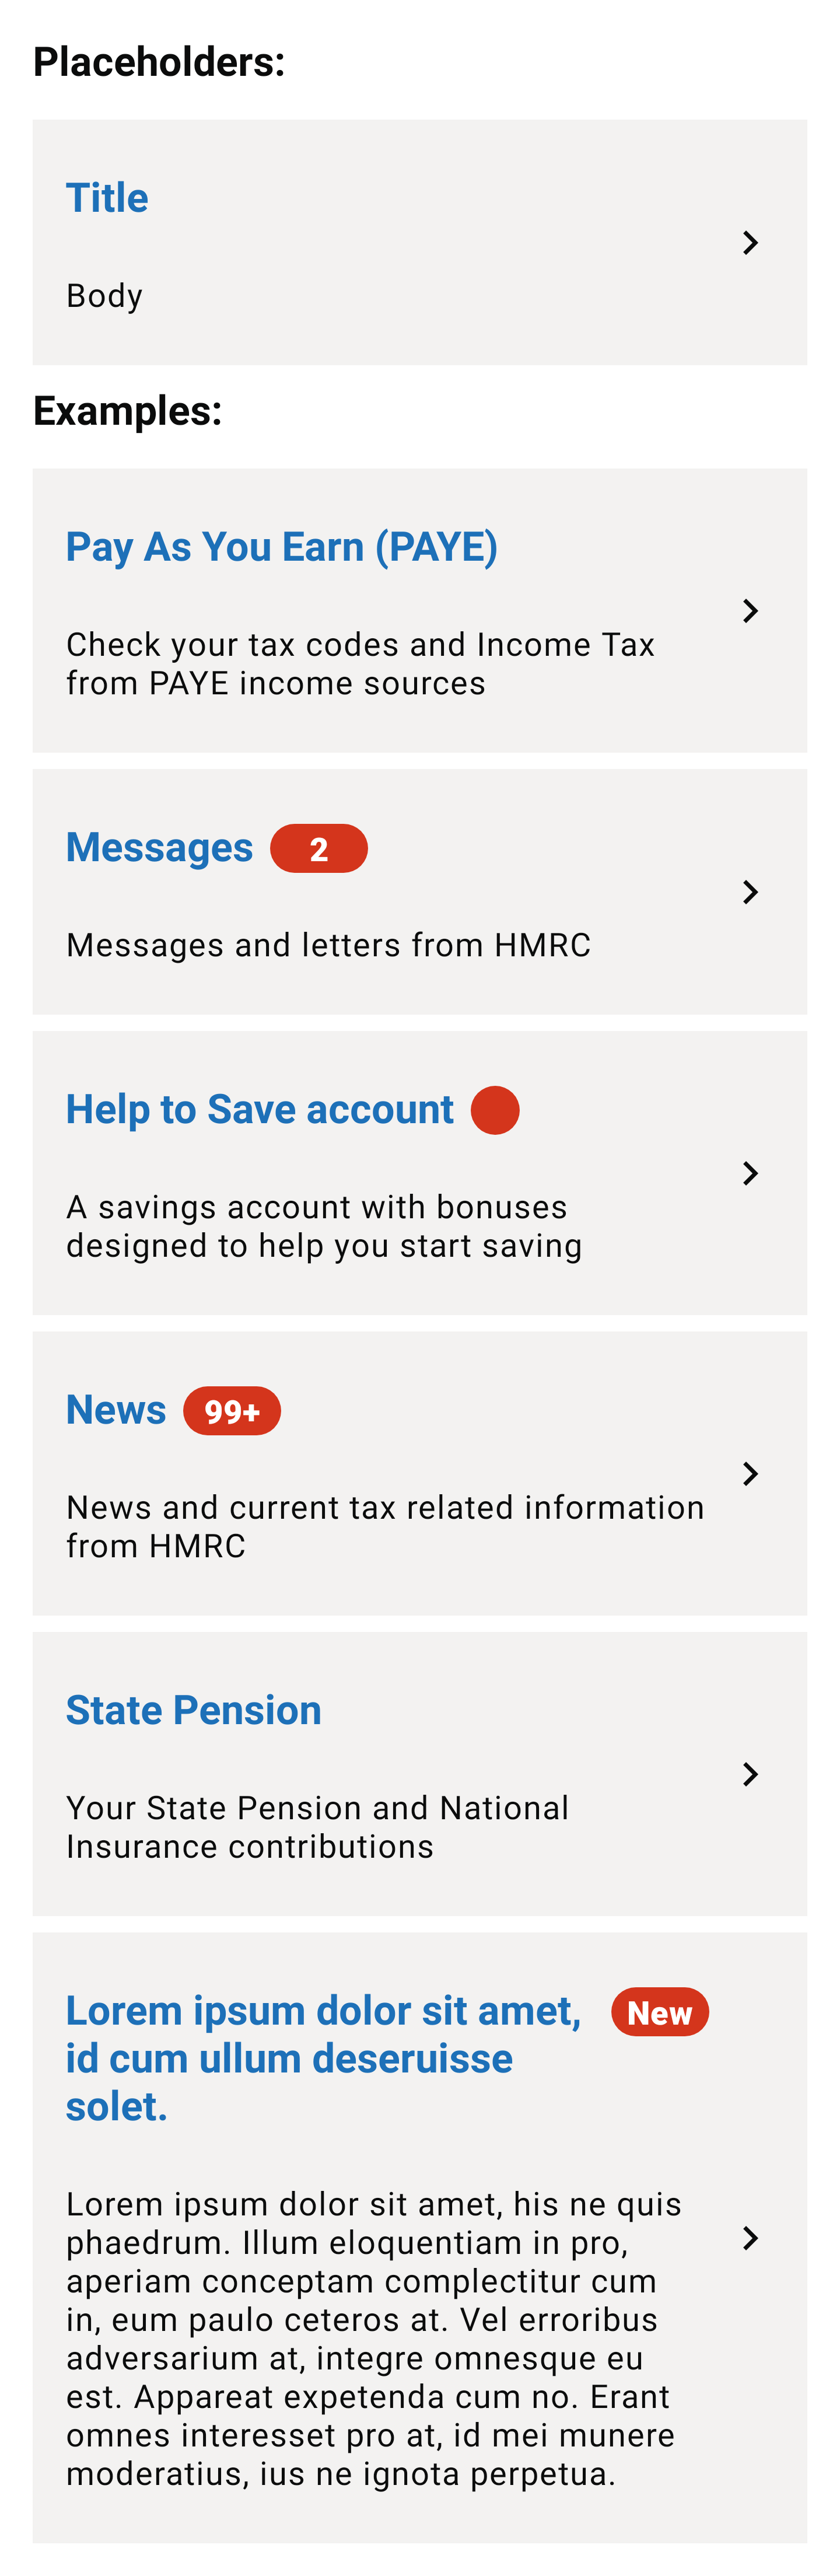 Placeholders:
Title
Body
Examples:
Pay As You Earn (PAYE)
Check your tax codes and Income Tax
from PAYE income sources
Messages 2
Messages and letters from HMRC
Help to Save account
A savings account with bonuses
designed to help you start saving
News 99+
News and current tax related information
from HMRC
State Pension
Your State Pension and National
Insurance contributions
Lorem ipsum dolor sit amet, New
id cum ullum deseruisse
solet.
Lorem ipsum dolor sit amet, his ne quis
phaedrum. Illum eloquentiam in pro,
aperiam conceptam complectitur cum
in, eum paulo ceteros at. Vel erroribus
adversarium at, integre omnesque eu
est. Appareat expetenda cum no. Erant
omnes interesset pro at, id mei munere
moderatius, ius ne ignota perpetua.